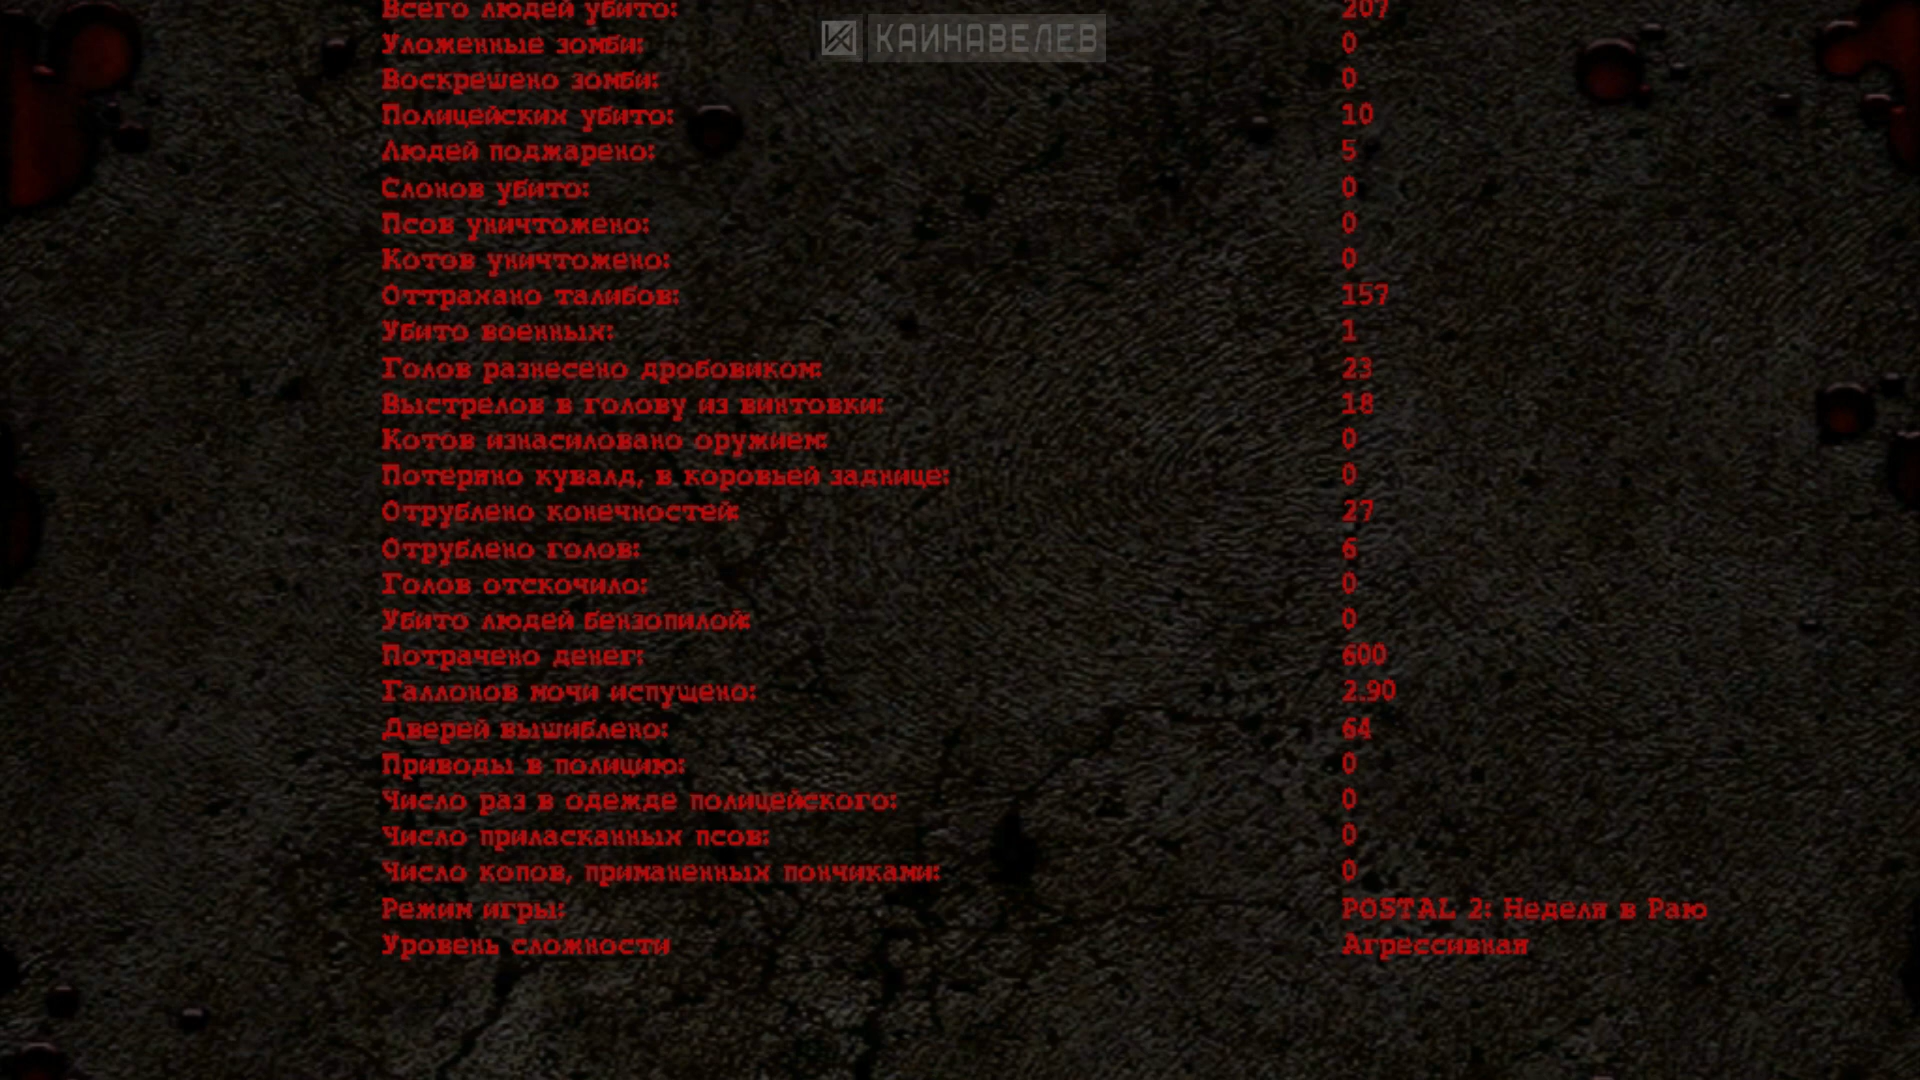 Всего людей убито: 207
КАИНАВЕЛЕВ
Уложенные зомби: 0
Воскрешено зомби: 0
Полицейских убито: 10
Людей поджарено: 5
Слонов убито: 0
Псов уничтожено: 0
Котов уничтожено: 0
Оттрахано талибов: 157
Убито военных: 1
Голов разнесено дробовиком: 23
Выстрелов в голову из винтовки: 18
Котов изнасиловано оружием: 0
Потеряно кувалд, в коровьей заднице: 0
Отрублено конечностей: 27
Отрублено голов: 6
Голов отскочило: 0
Убито людей бензопилой: 0
Потрачено денег: 600
Галлонов мочи испущено: 2.90
Дверей вышиблено: 64
Приводы в полицию: 0
Число раз в одежде полицейского: 0
Число приласканных псов: 0
Число копов, приманенных пончиками: 0
Режим игры: POSTAL 2: Неделя в Раю
Уровень сложности Агрессивная